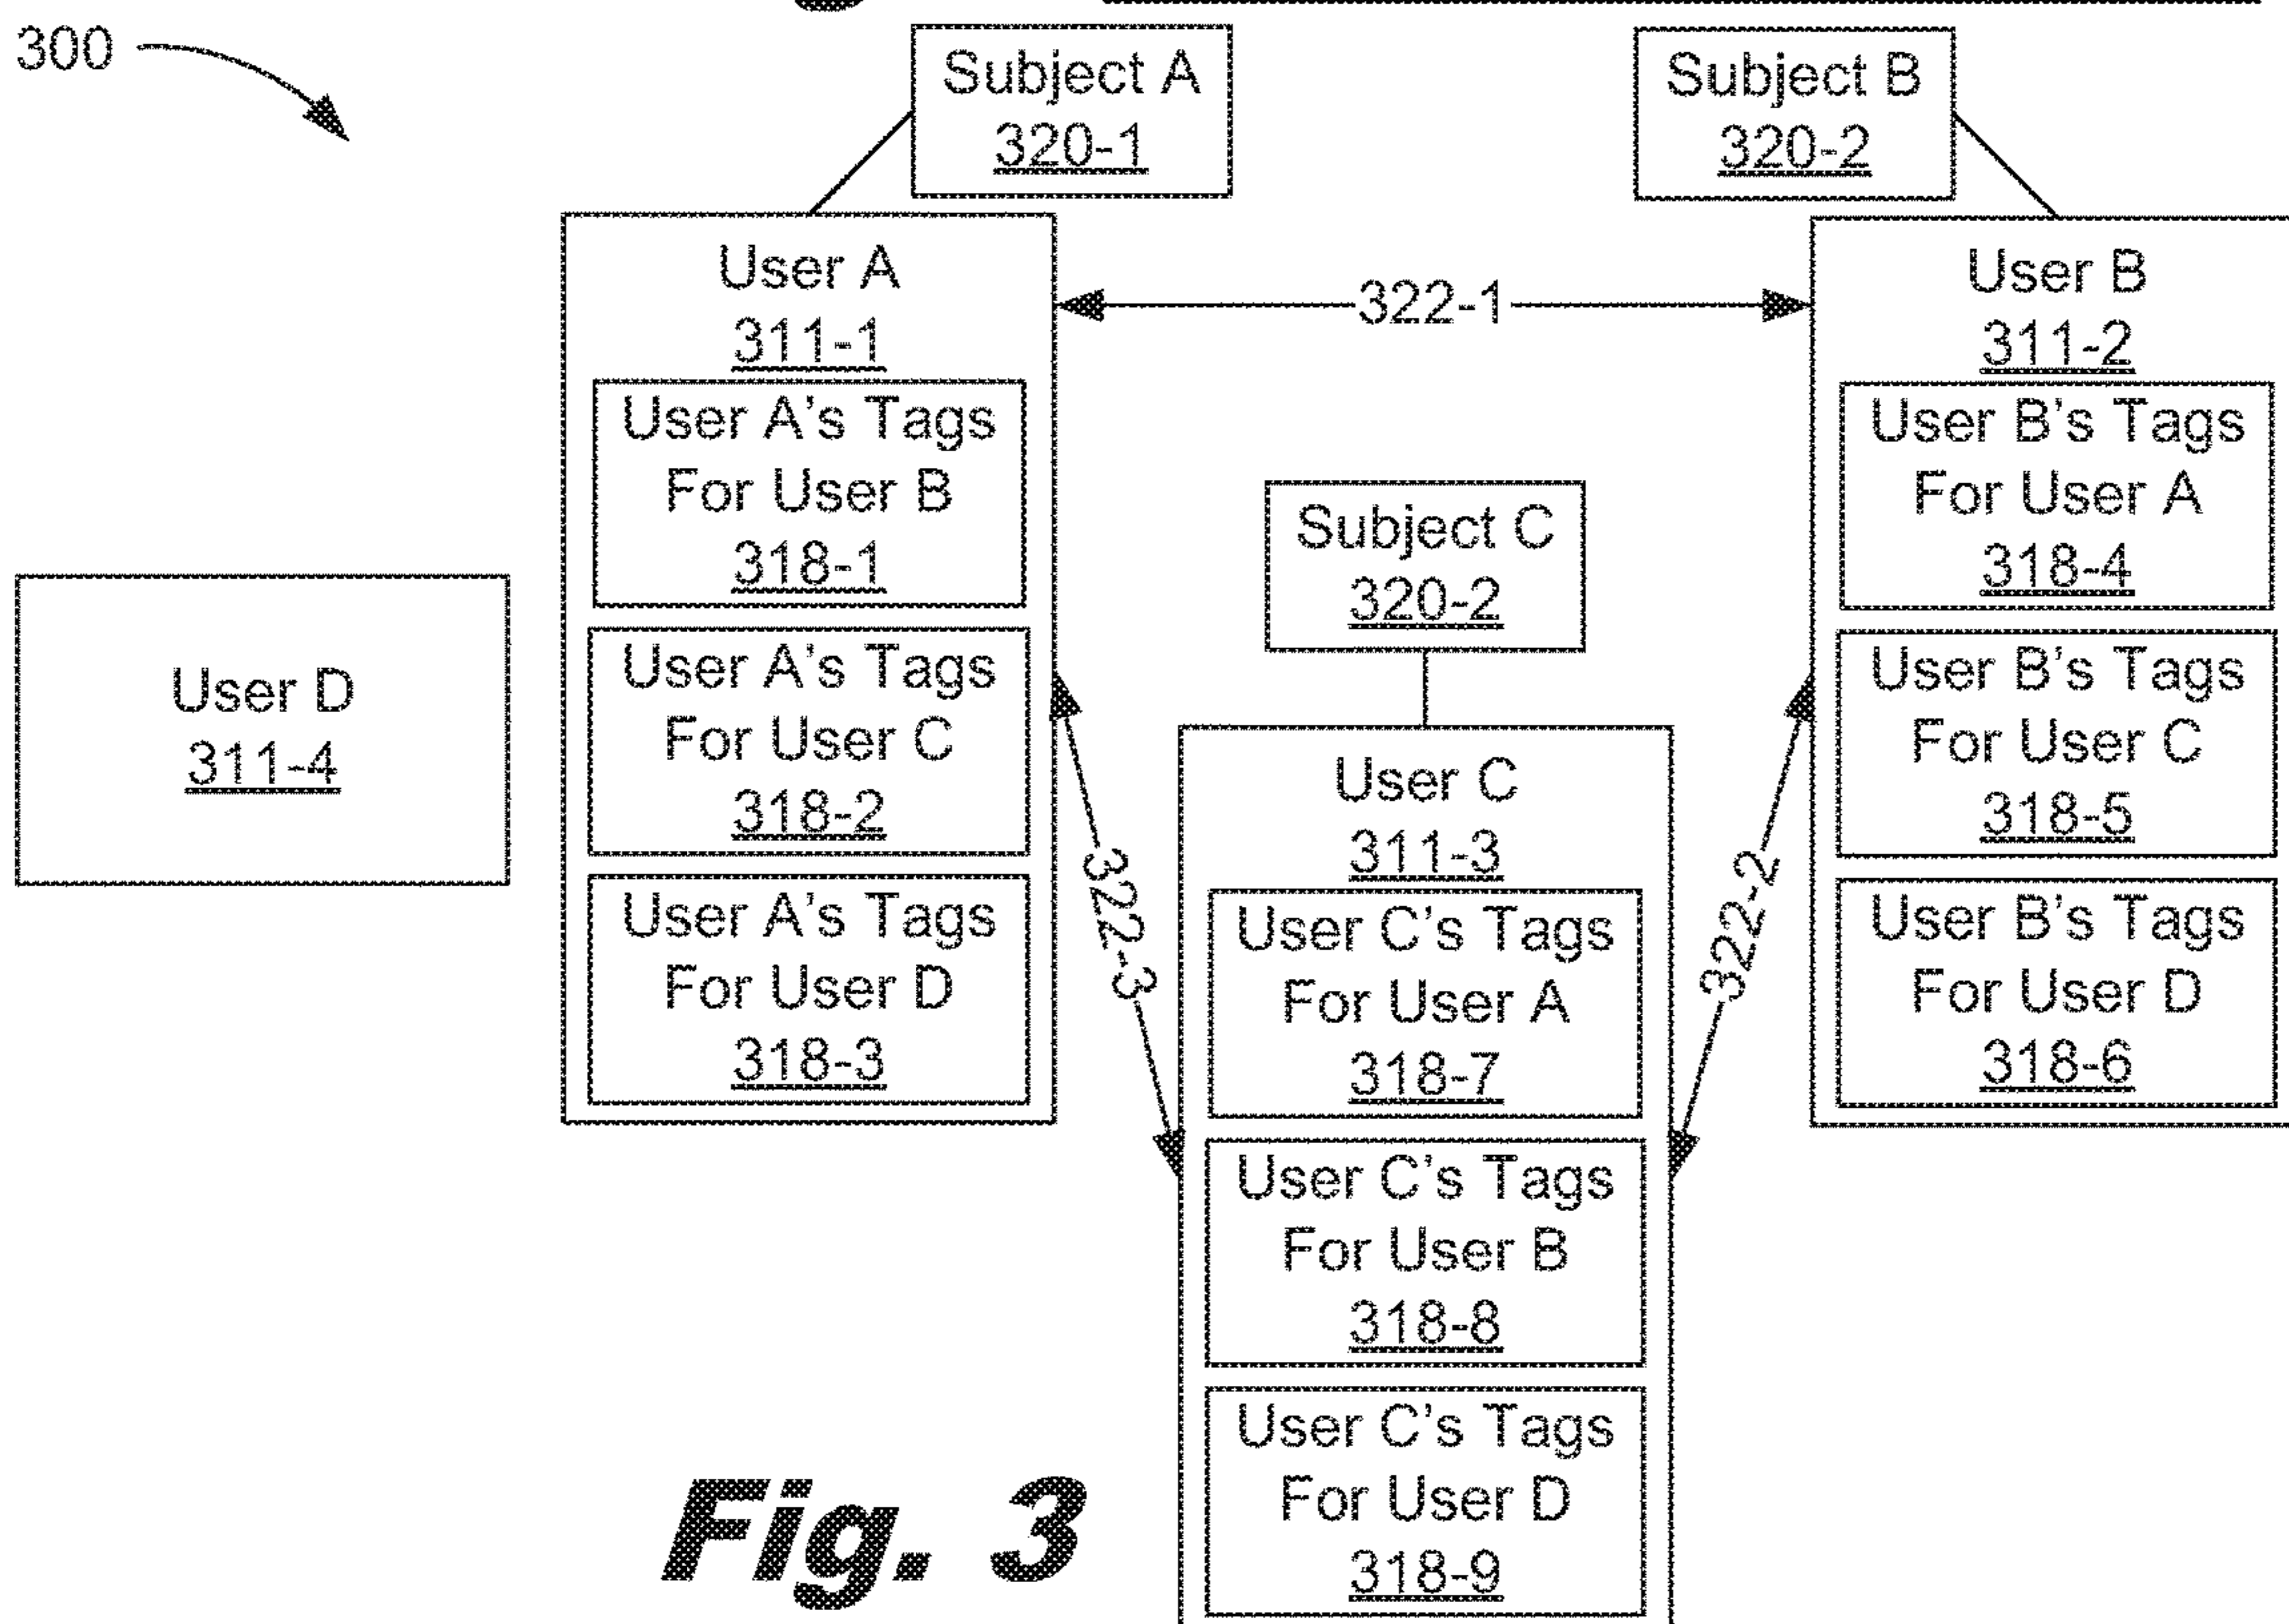 300
Subject A
320-1
Subject B
320-2
User A
311-1
User A's Tags
For User B
318-1
User A's Tags
For User C
318-2
User A's Tags
For User D
318-3
322-1
User B
311-2
User B's Tags
For User A
318-4
User B's Tags
For User C
318-5
User B's Tags
For User D
318-6
Subject C
320-2
User D
311-4
322-3
322-2
User C
311-3
User C's Tags
For User A
318-7
User C's Tags
For User B
318-8
User C's Tags
For User D
318-9
Fig. 3